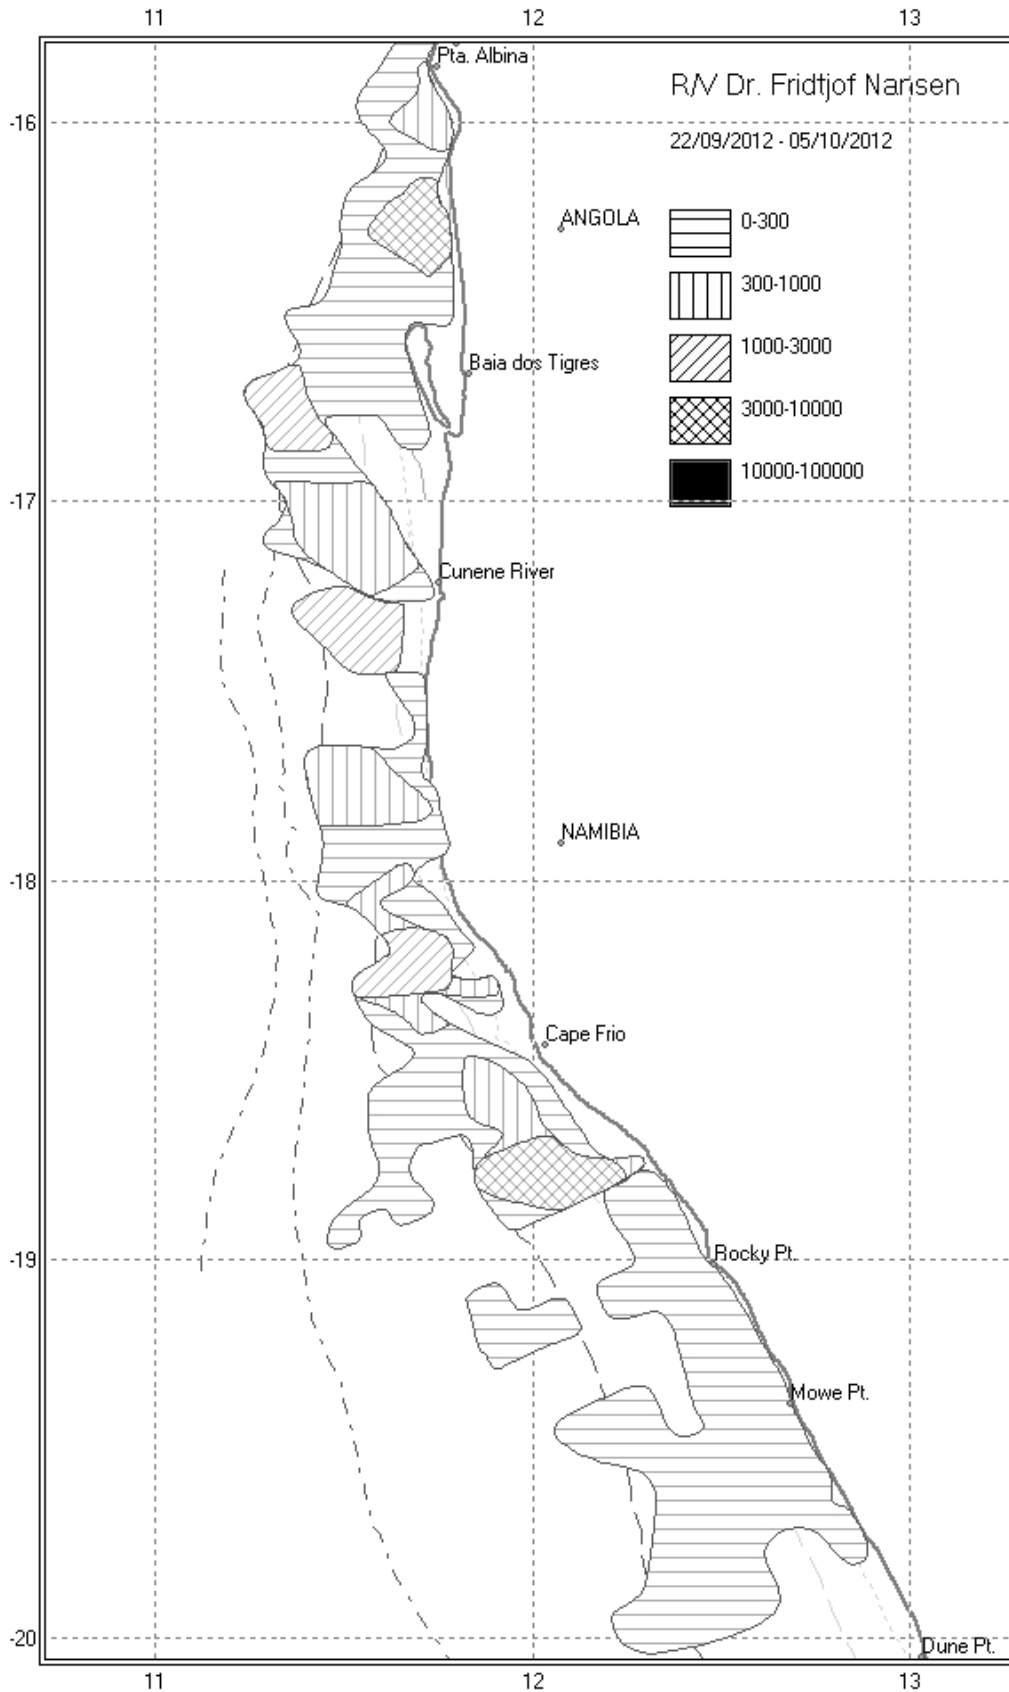 11 12 13
Pta. Albina
R/V Dr. Fridtjof Nansen
-16
22/09/2012 - 05/10/2012
ANGOLA
0-300
300-1000
1000-3000
Baia dos Tigres
3000-10000
10000-100000
-17
Cunene River
NAMIBIA
-18
Cape Frio
-19
Rocky Pt.
Mowe Pt.
-20
Dune Pt.
11 12 13